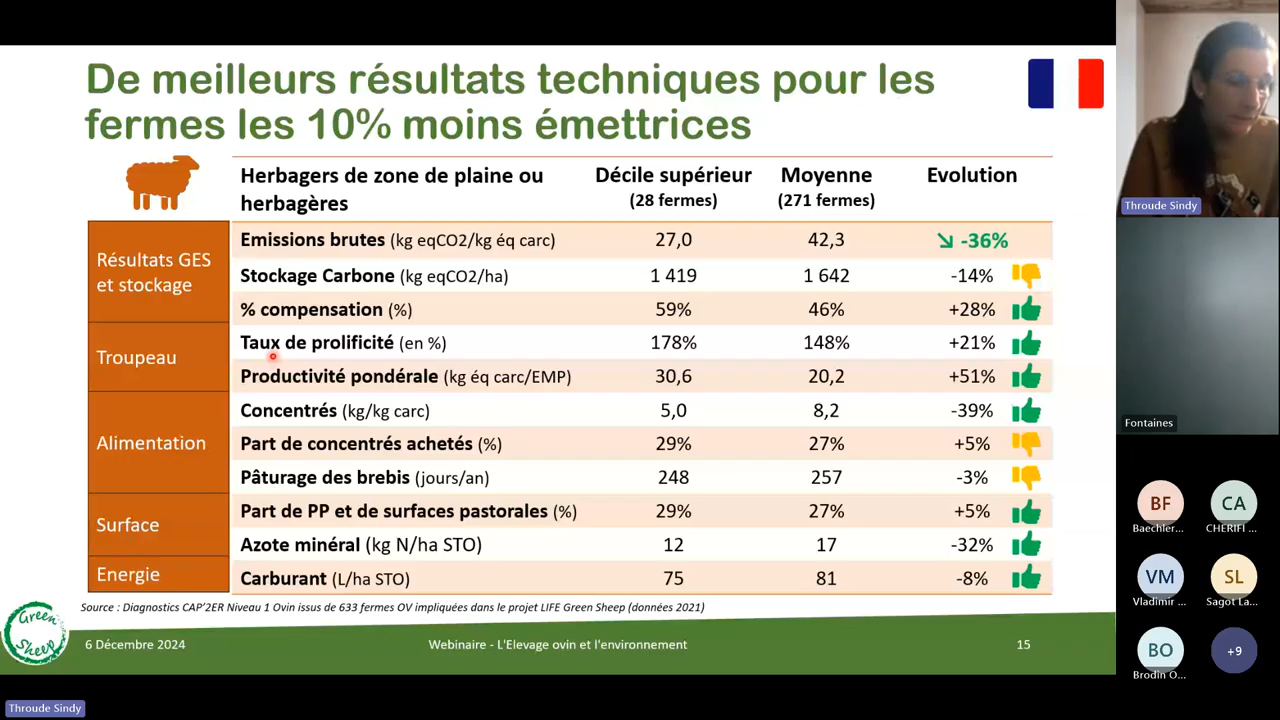 De meilleurs résultats techniques pour les
fermes les 10% moins émettrices
Herbagers de zone de plaine ou
herbagères
Décile supérieur
(28 fermes)
Moyenne
(271 fermes)
Evolution
Résultats GES
et stockage
Emissions brutes (kg eqCO2/kg éq carc) 27,0 42,3 ↘ -36%
Stockage Carbone (kg eqCO2/ha) 1 419 1 642 -14%
% compensation (%) 59% 46% +28%
Troupeau
Taux de prolificité (en %) 178% 148% +21%
Productivité pondérale (kg éq carc/EMP) 30,6 20,2 +51%
Alimentation
Concentrés (kg/kg carc) 5,0 8,2 -39%
Part de concentrés achetés (%) 29% 27% +5%
Pâturage des brebis (jours/an) 248 257 -3%
Surface
Part de PP et de surfaces pastorales (%) 29% 27% +5%
Azote minéral (kg N/ha STO) 12 17 -32%
Energie
Carburant (L/ha STO) 75 81 -8%
Source : Diagnostics CAP'2ER Niveau 1 Ovin issus de 633 fermes OV impliquées dans le projet LIFE Green Sheep (données 2021)
Green
Sheep
6 Décembre 2024
Webinaire - L'Elevage ovin et l'environnement
15
Throude Sindy
Fontaines
BF
Baechler...
CA
CHERIFI ...
VM
Vladimir ...
SL
Sagot La...
BO
Brodin O...
+9
Throude Sindy